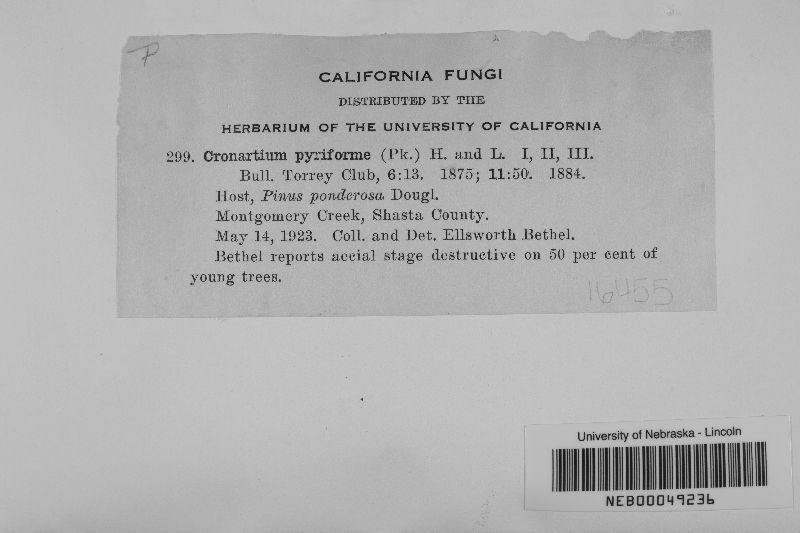 P
CALIFORNIA FUNGI
DISTRIBUTED BY THE
HERBARIUM OF THE UNIVERSITY OF CALIFORNIA
299. Cronartium pyriforme (Pk.) H. and L. I, II, III.
Bull. Torrey Club, 6:13. 1875; 11:50. 1884.
Host, Pinus ponderosa Dougl.
Montgomery Creek, Shasta County.
May 14, 1923. Coll. and Det. Ellsworth Bethel.
Bethel reports aecial stage destructive on 50 per cent of
young trees.
16455
University of Nebraska - Lincoln
NEB00049236